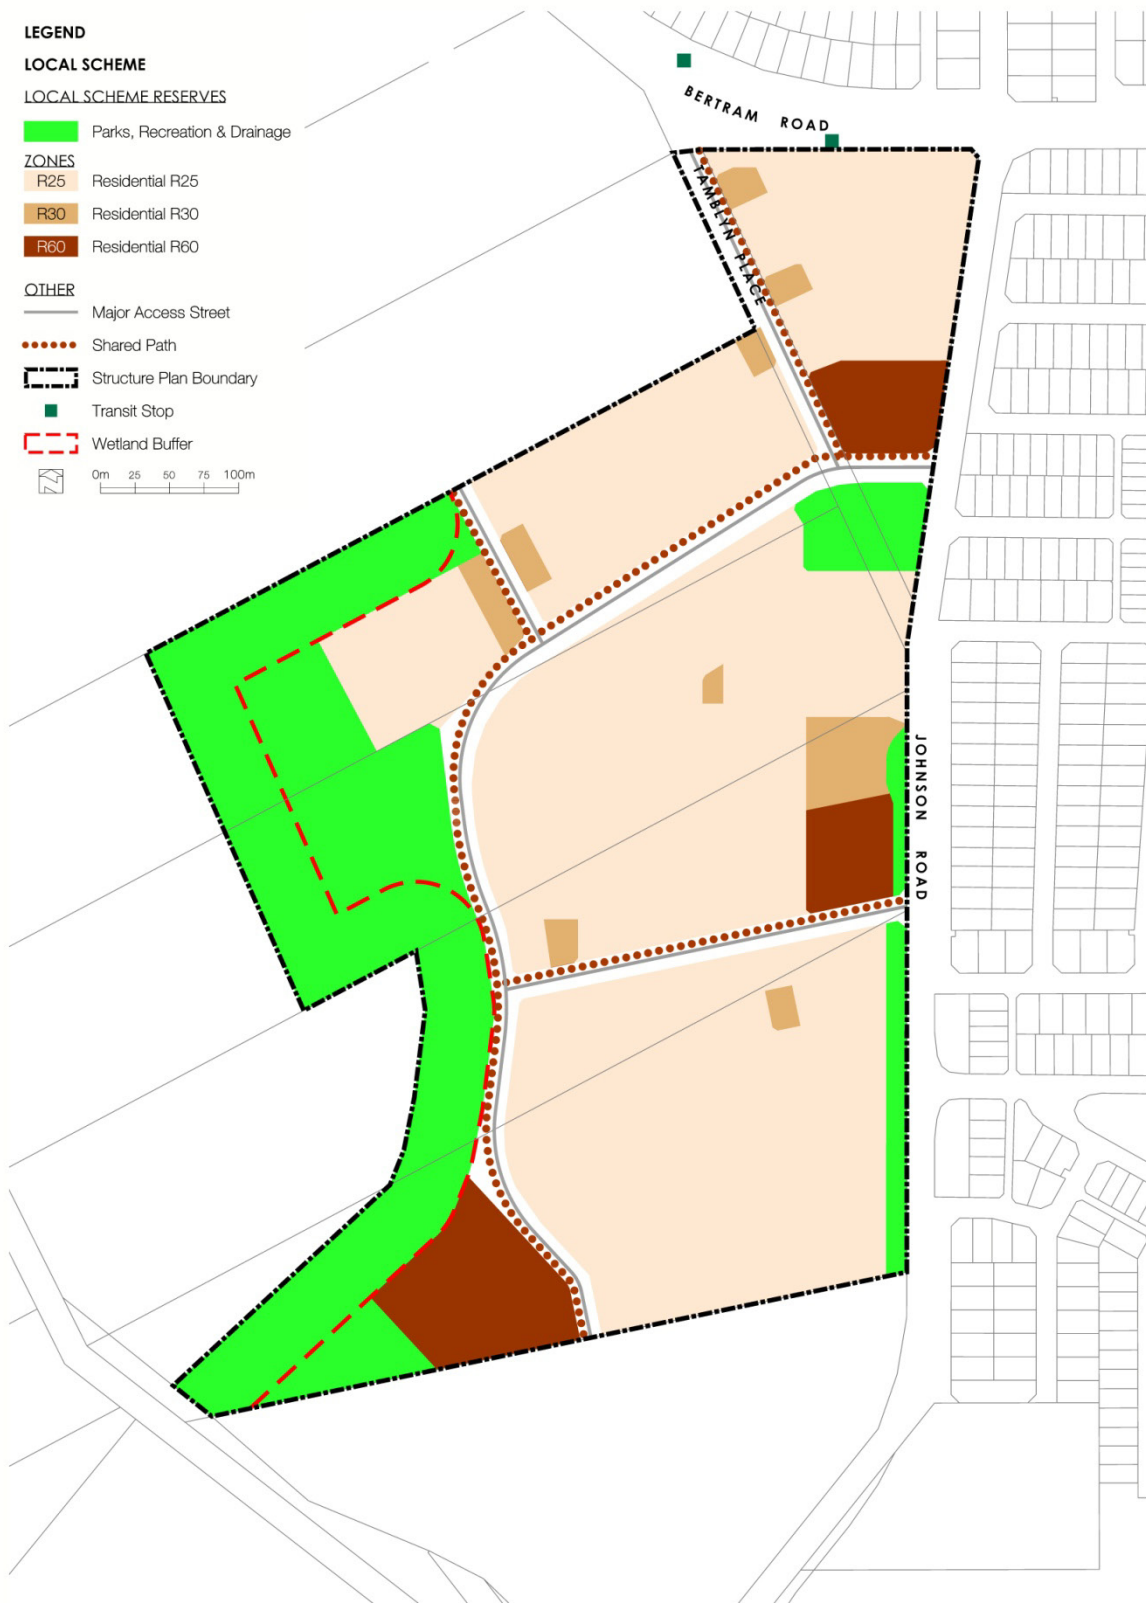 LEGEND
LOCAL SCHEME
LOCAL SCHEME RESERVES
Parks, Recreation & Drainage
ZONES
R25 Residential R25
R30 Residential R30
R60 Residential R60
OTHER
Major Access Street
Shared Path
Structure Plan Boundary
Transit Stop
Wetland Buffer
0m 25 50 75 100m
BERTRAM ROAD
TAMBLYN PLACE
JOHNSON ROAD